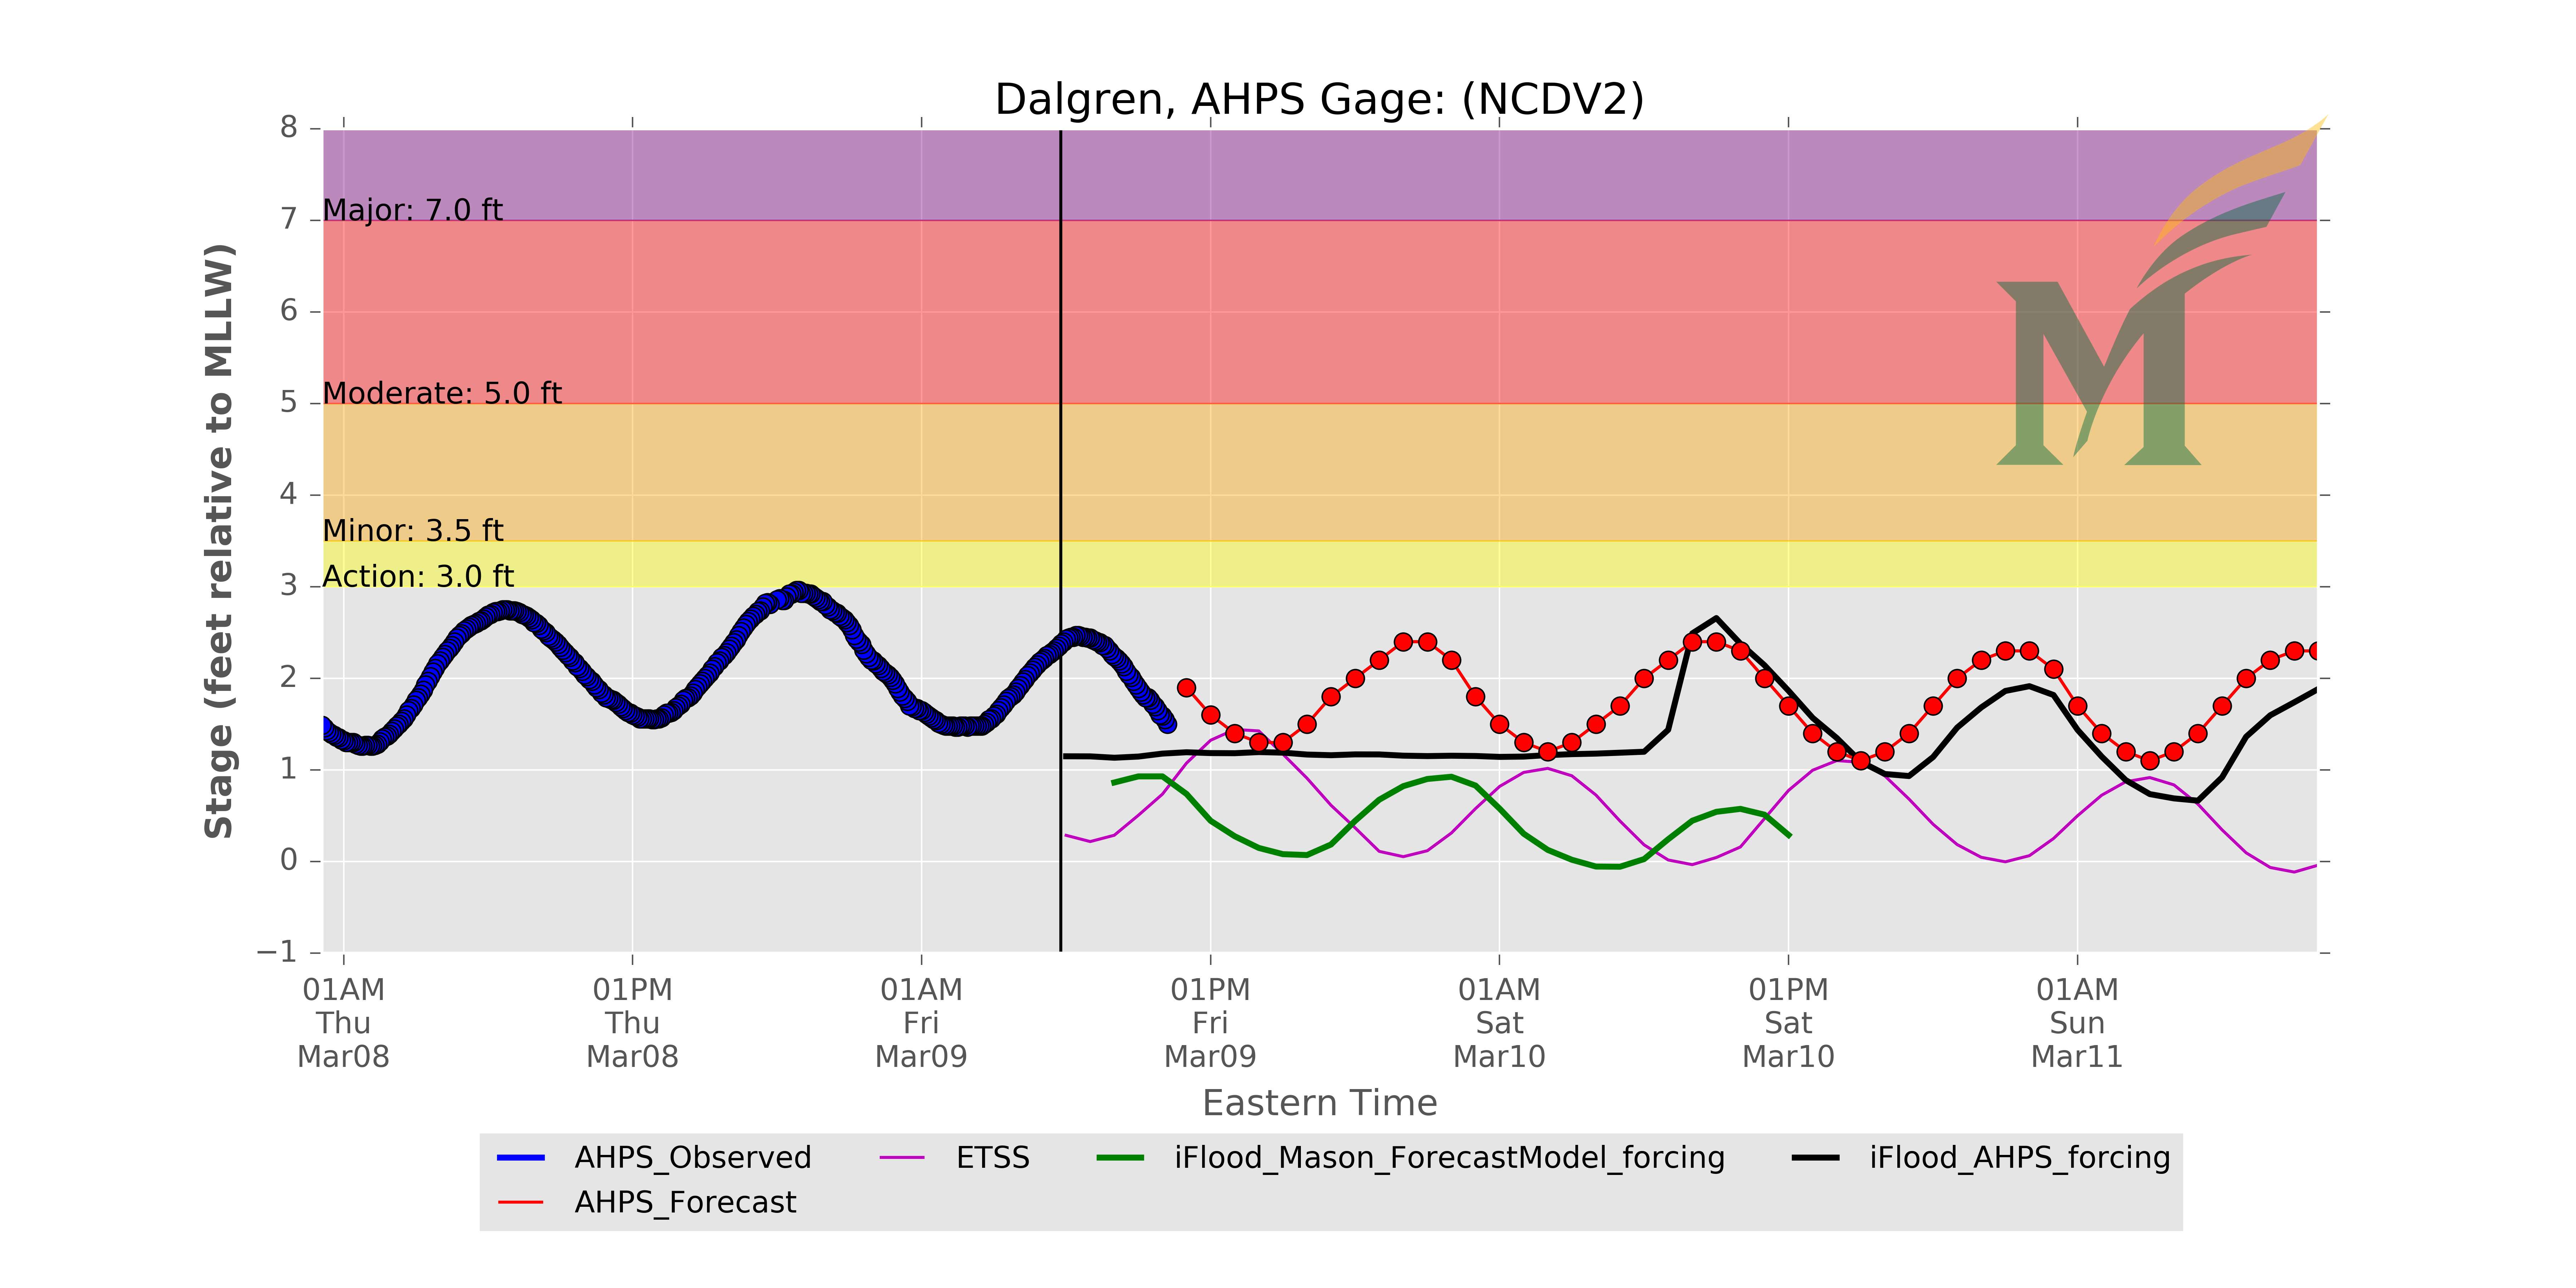 Dalgren, AHPS Gage: (NCDV2)
8
7
6
5
4
3
2
1
0
−1
Stage (feet relative to MLLW)
Major: 7.0 ft
Moderate: 5.0 ft
Minor: 3.5 ft
Action: 3.0 ft
M
01AM
Thu
Mar08
01PM
Thu
Mar08
01AM
Fri
Mar09
01PM
Fri
Mar09
01AM
Sat
Mar10
01PM
Sat
Mar10
01AM
Sun
Mar11
Eastern Time
AHPS_Observed
AHPS_Forecast
ETSS
iFlood_Mason_ForecastModel_forcing
iFlood_AHPS_forcing